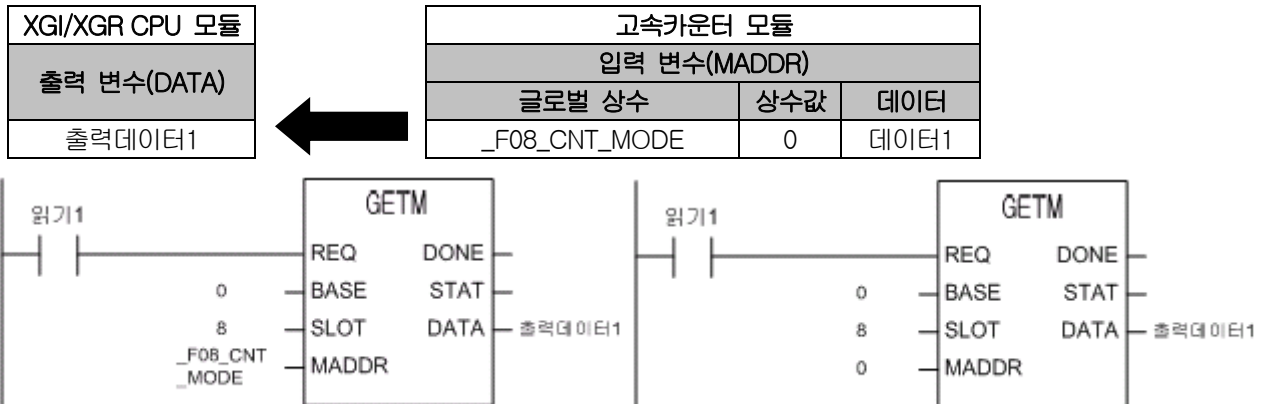 XGI/XGR CPU 모듈
출력 변수(DATA)
출력데이터1
고속카운터 모듈
입력 변수(MADDR)
글로벌 상수 상수값 데이터
_F08_CNT_MODE 0 데이터1
읽기1
GETM
REQ DONE
0 BASE STAT
8 SLOT DATA 출력데이터1
_F08_CNT
_MODE MADDR
읽기1
GETM
REQ DONE
0 BASE STAT
8 SLOT DATA 출력데이터1
0 MADDR